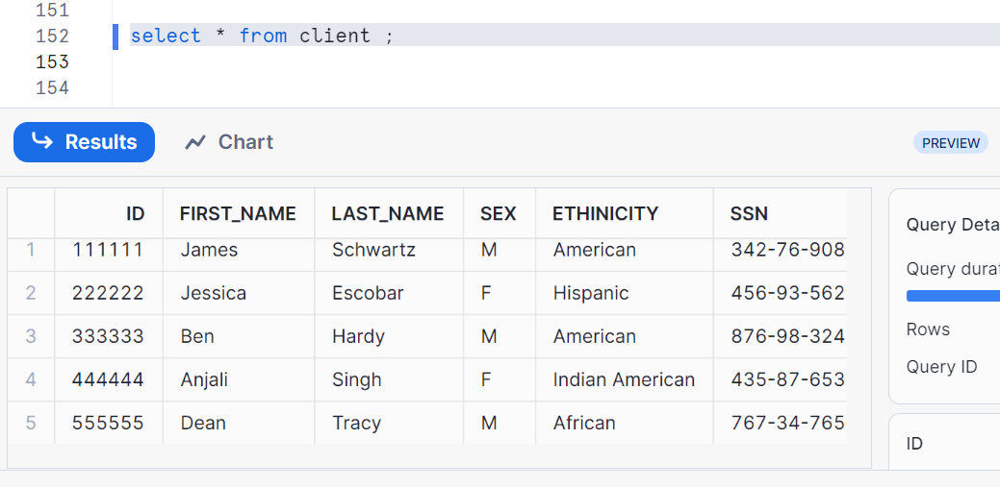 151
152 select * from client ;
153
154
Results Chart PREVIEW
ID FIRST_NAME LAST_NAME SEX ETHINICITY SSN
1 111111 James Schwartz M American 342-76-908
2 222222 Jessica Escobar F Hispanic 456-93-562
3 333333 Ben Hardy M American 876-98-324
4 444444 Anjali Singh F Indian American 435-87-653
5 555555 Dean Tracy M African 767-34-765
Query Deta
Query durat
Rows
Query ID
ID